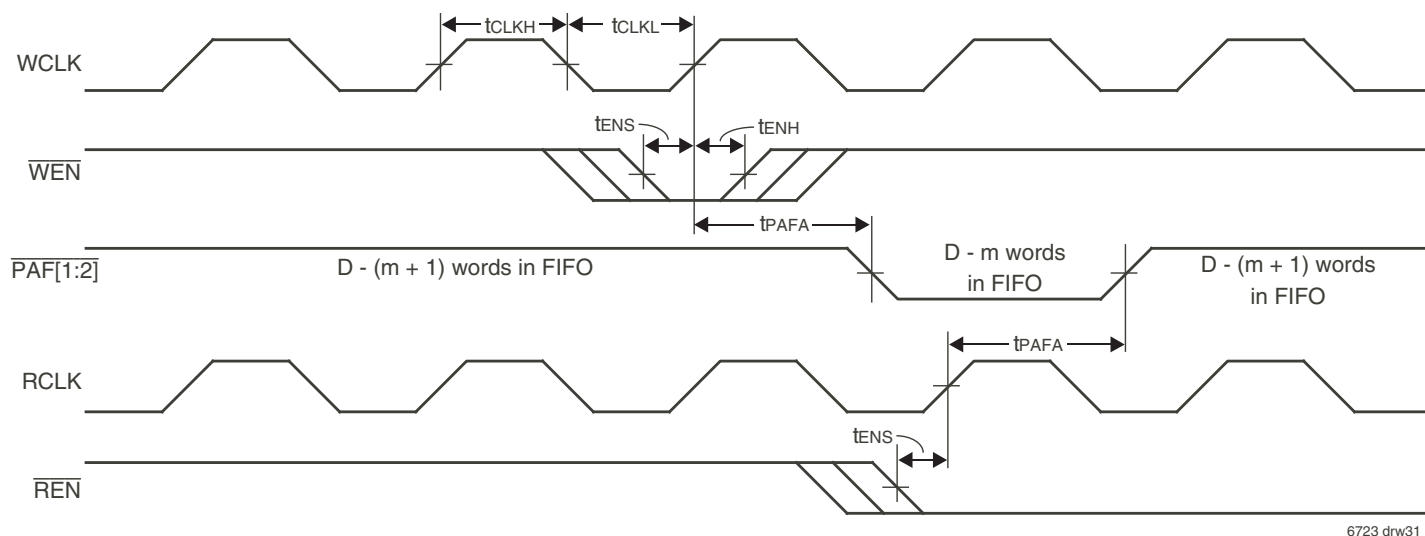 tCLKH
tCLKL
WCLK
tENS
tENH
WEN
tPAFA
PAF[1:2]
D - (m + 1) words in FIFO
D - m words
in FIFO
D - (m + 1) words
in FIFO
tPAFA
RCLK
tENS
REN
6723 drw31